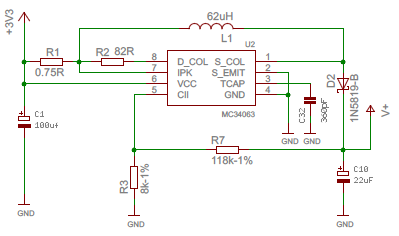 +3V3
62uH
L1
R1
0.75R
R2
82R
U2
8
D_COL
S_COL
1
7
IPK
S_EMIT
2
6
VCC
TCAP
3
5
CII
GND
4
MC34063
D2
1N5819-B
V+
C32
360pF
GND
GND
C1
100uf
R7
118k-1%
R3
8k-1%
C10
22uF
GND
GND
GND